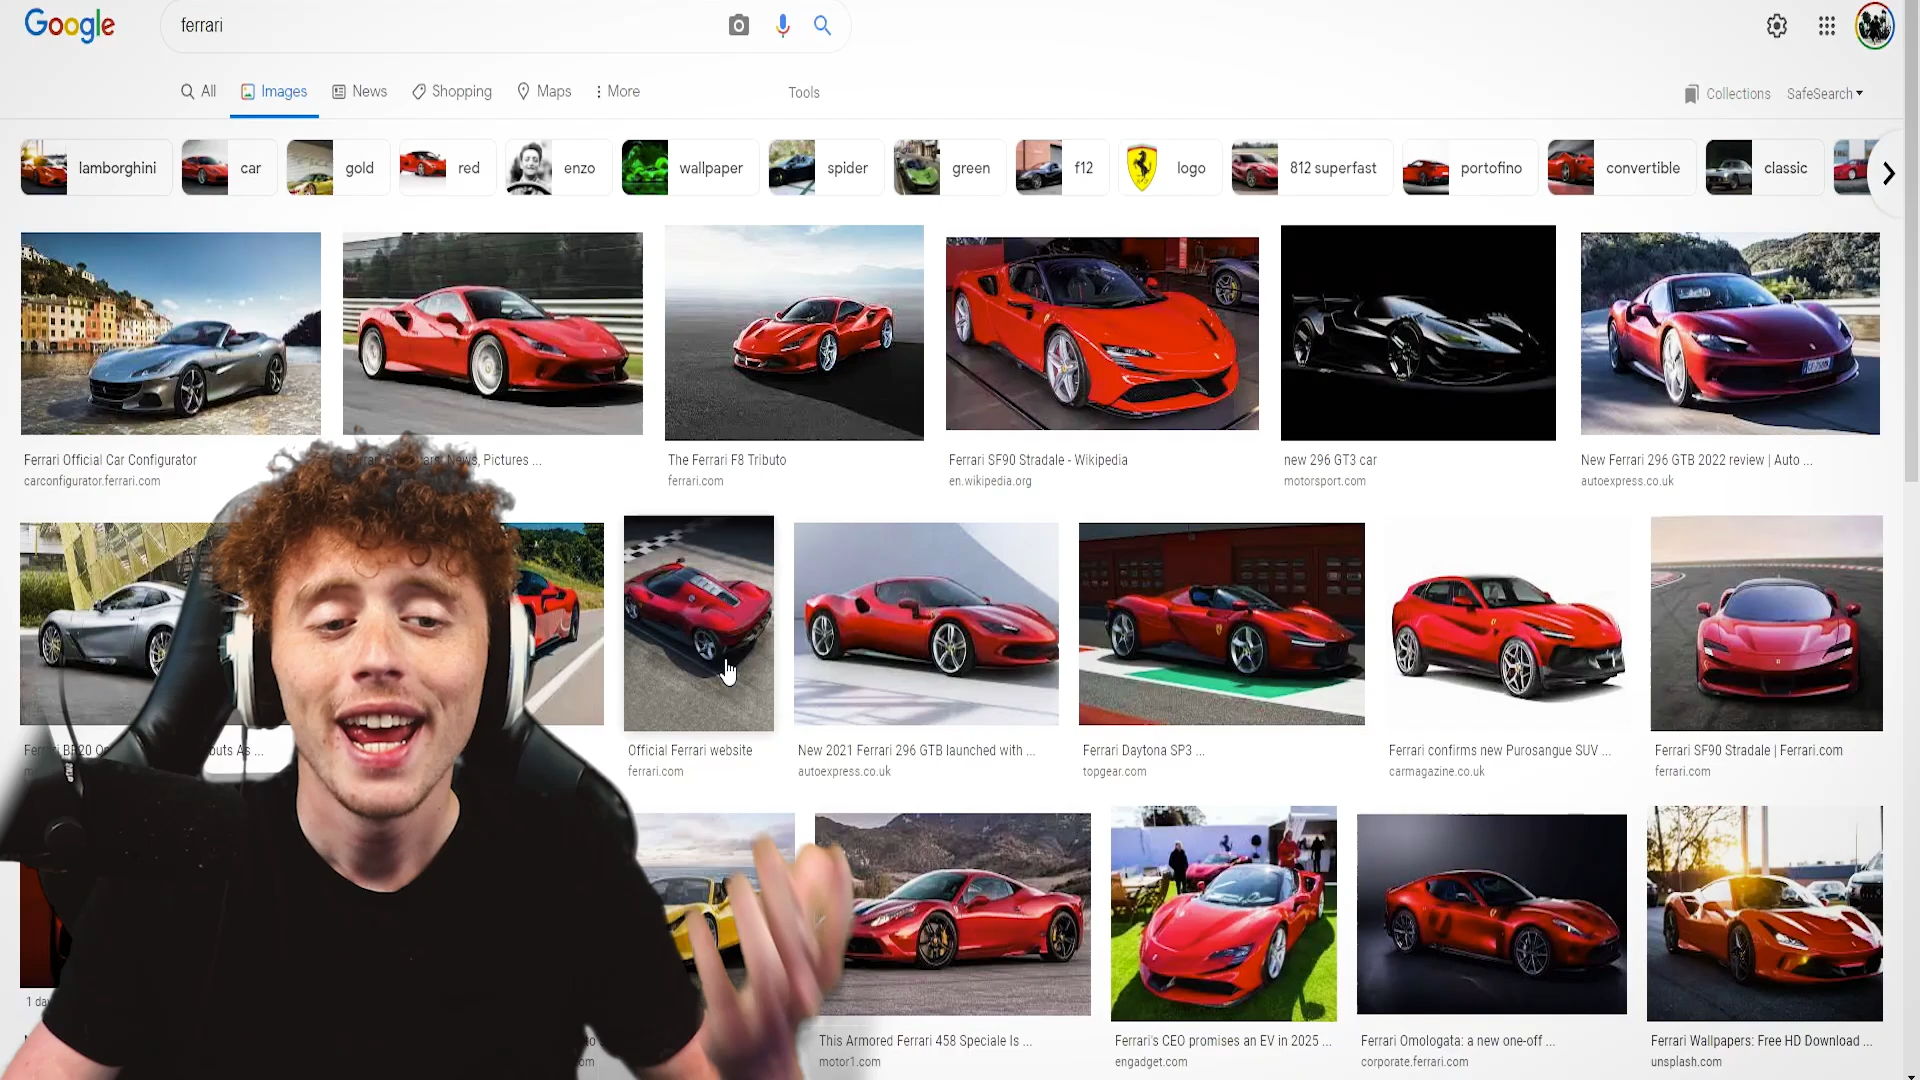 Google
ferrari
All
Images
News
Shopping
Maps
More
Tools
Collections
SafeSearch
lamborghini
car
gold
red
enzo
wallpaper
spider
green
f12
logo
812 superfast
portofino
convertible
classic
Ferrari Official Car Configurator
carconfigurator.ferrari.com
News, Pictures ...
The Ferrari F8 Tributo
ferrari.com
Ferrari SF90 Stradale - Wikipedia
en.wikipedia.org
new 296 GT3 car
motorsport.com
New Ferrari 296 GTB 2022 review | Auto ...
autoexpress.co.uk
As ...
Official Ferrari website
ferrari.com
New 2021 Ferrari 296 GTB launched with ...
autoexpress.co.uk
Ferrari Daytona SP3 ...
topgear.com
Ferrari confirms new Purosangue SUV ...
carmagazine.co.uk
Ferrari SF90 Stradale | Ferrari.com
ferrari.com
This Armored Ferrari 458 Speciale Is ...
motor1.com
Ferrari's CEO promises an EV in 2025 ...
engadget.com
Ferrari Omologata: a new one-off ...
corporate.ferrari.com
Ferrari Wallpapers: Free HD Download ...
unsplash.com